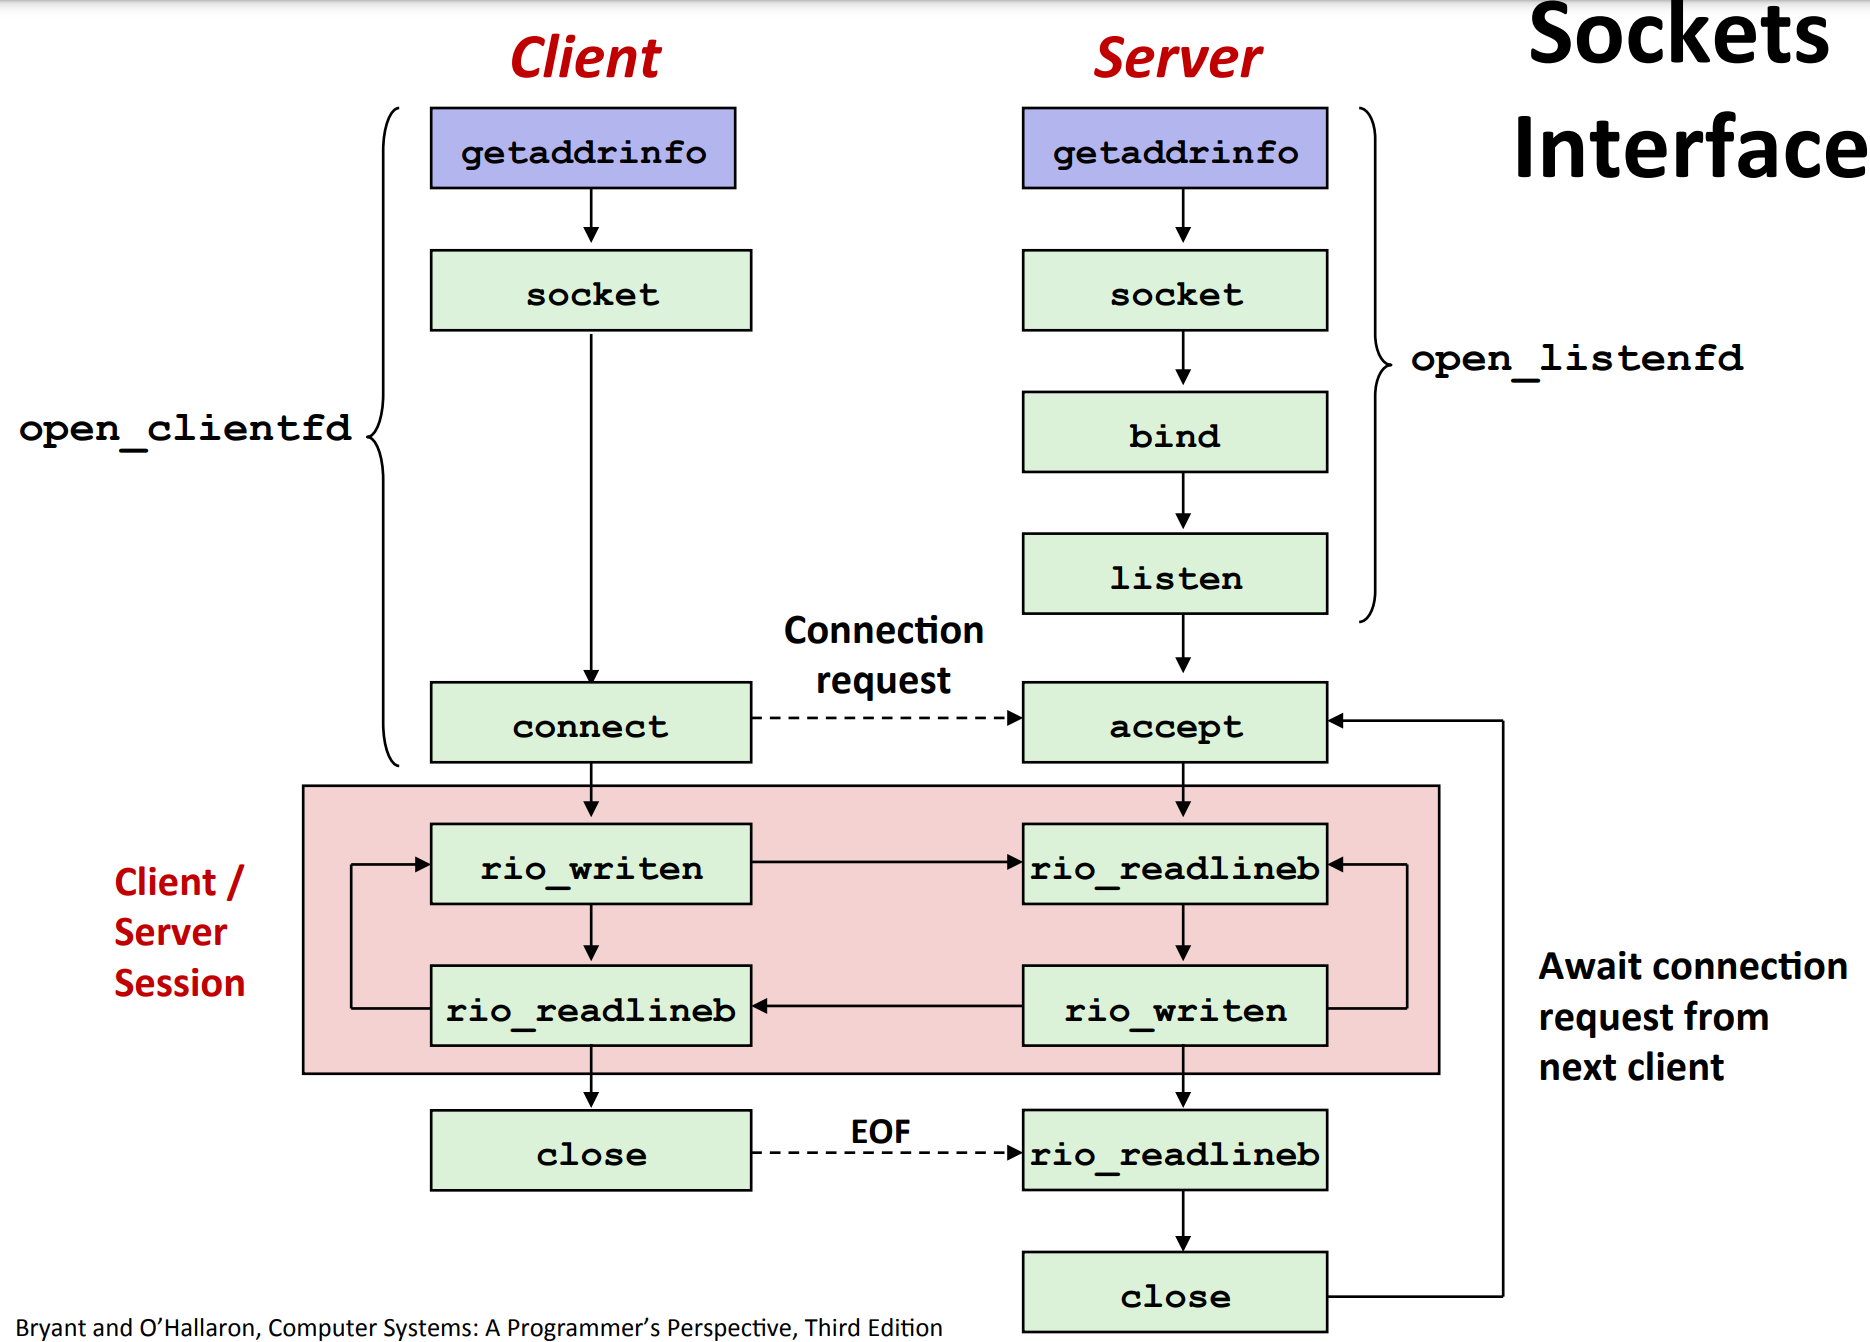 Sockets
Interface
Client
Server
getaddrinfo
getaddrinfo
socket
socket
open_listenfd
open_clientfd
bind
listen
Connection
request
connect
accept
Client /
Server
Session
rio_writen
rio_readlineb
rio_readlineb
rio_writen
Await connection
request from
next client
close
EOF
rio_readlineb
close
Bryant and O’Hallaron, Computer Systems: A Programmer’s Perspective, Third Edition